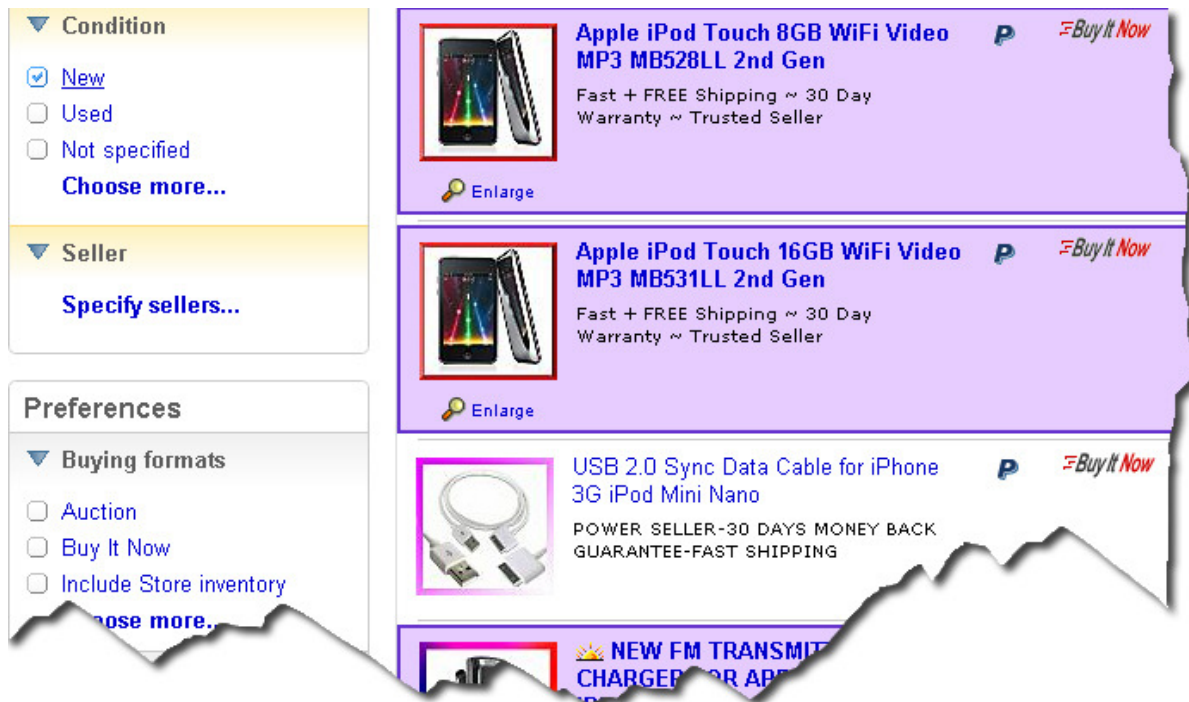 Condition
New
Used
Not specified
Choose more...
Seller
Specify sellers...
Preferences
Buying formats
Auction
Buy It Now
Include Store inventory
more..
Apple iPod Touch 8GB WiFi Video
MP3 MB528LL 2nd Gen
Fast + FREE Shipping ~ 30 Day
Warranty ~ Trusted Seller
P
Buy It Now
Enlarge
Apple iPod Touch 16GB WiFi Video
MP3 MB531LL 2nd Gen
Fast + FREE Shipping ~ 30 Day
Warranty ~ Trusted Seller
P
Buy It Now
Enlarge
USB 2.0 Sync Data Cable for iPhone
3G iPod Mini Nano
POWER SELLER-30 DAYS MONEY BACK
GUARANTEE-FAST SHIPPING
P
Buy It Now
NEW FM